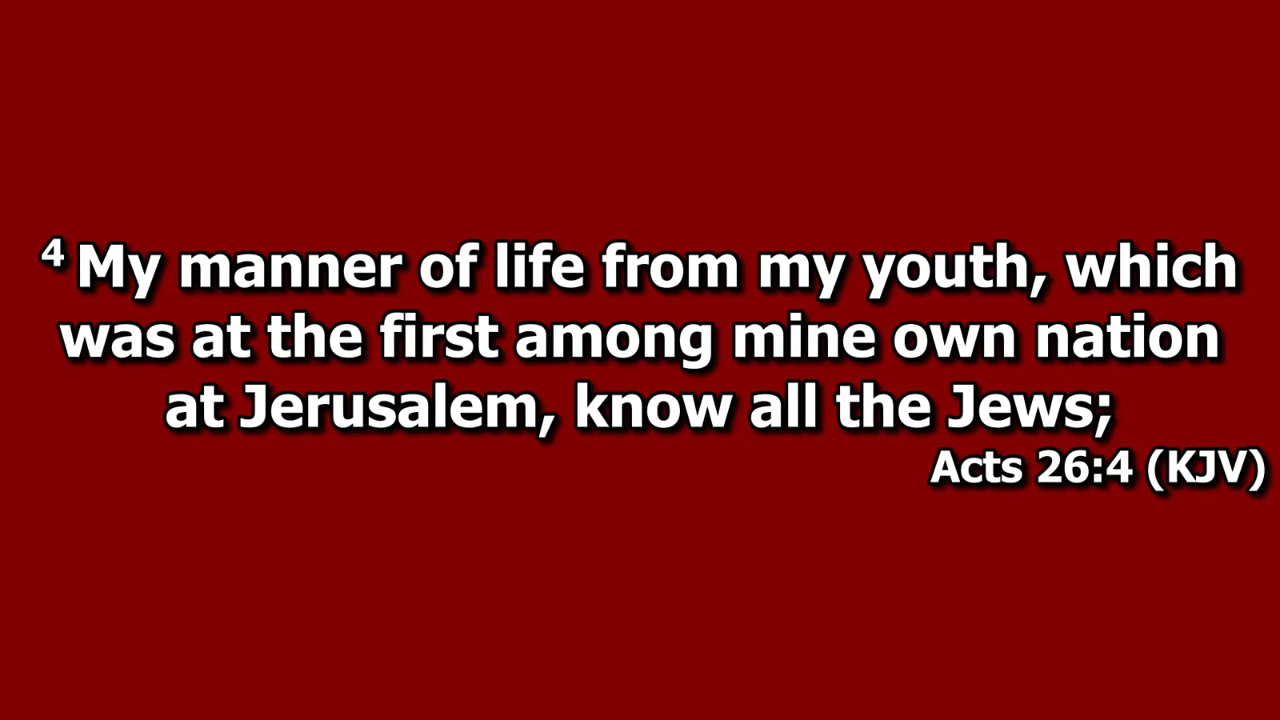 4 My manner of life from my youth, which
was at the first among mine own nation
at Jerusalem, know all the Jews;
Acts 26:4 (KJV)